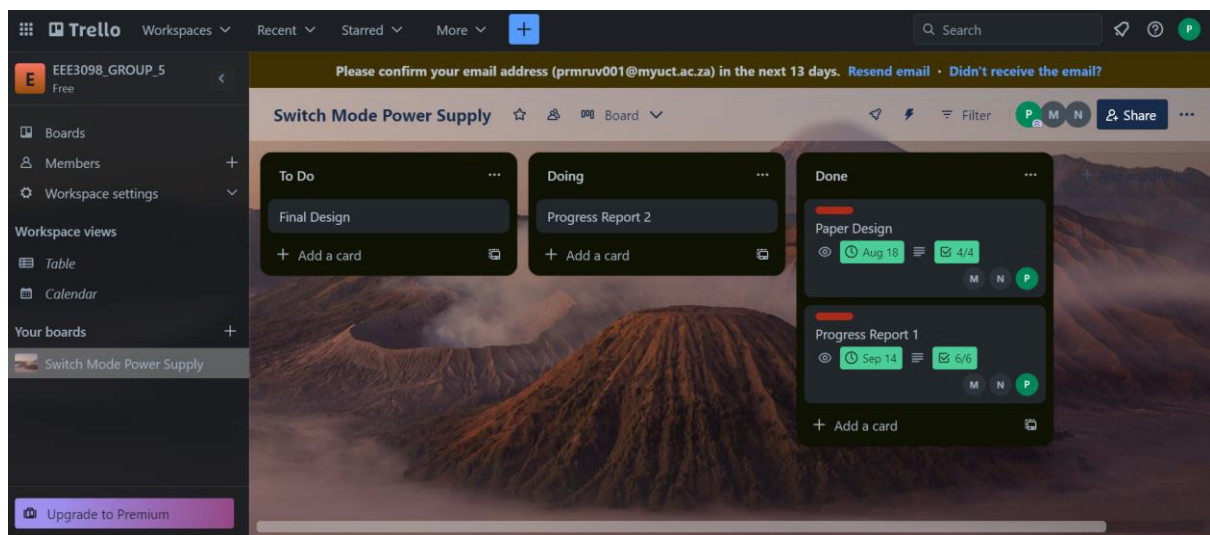 Trello Workspaces Recent Starred More + Search P
E EEE3098_GROUP_5
Free
Please confirm your email address (prmruv001@myuct.ac.za) in the next 13 days. Resend email • Didn't receive the email?
Switch Mode Power Supply Board Filter P M N Share
Boards
Members
Workspace settings
Workspace views
Table
Calendar
Your boards
Switch Mode Power Supply
Upgrade to Premium
To Do
Final Design
+ Add a card
Doing
Progress Report 2
+ Add a card
Done
Paper Design
Aug 18 4/4
M N P
Progress Report 1
Sep 14 6/6
M N P
+ Add a card
+ Add another list